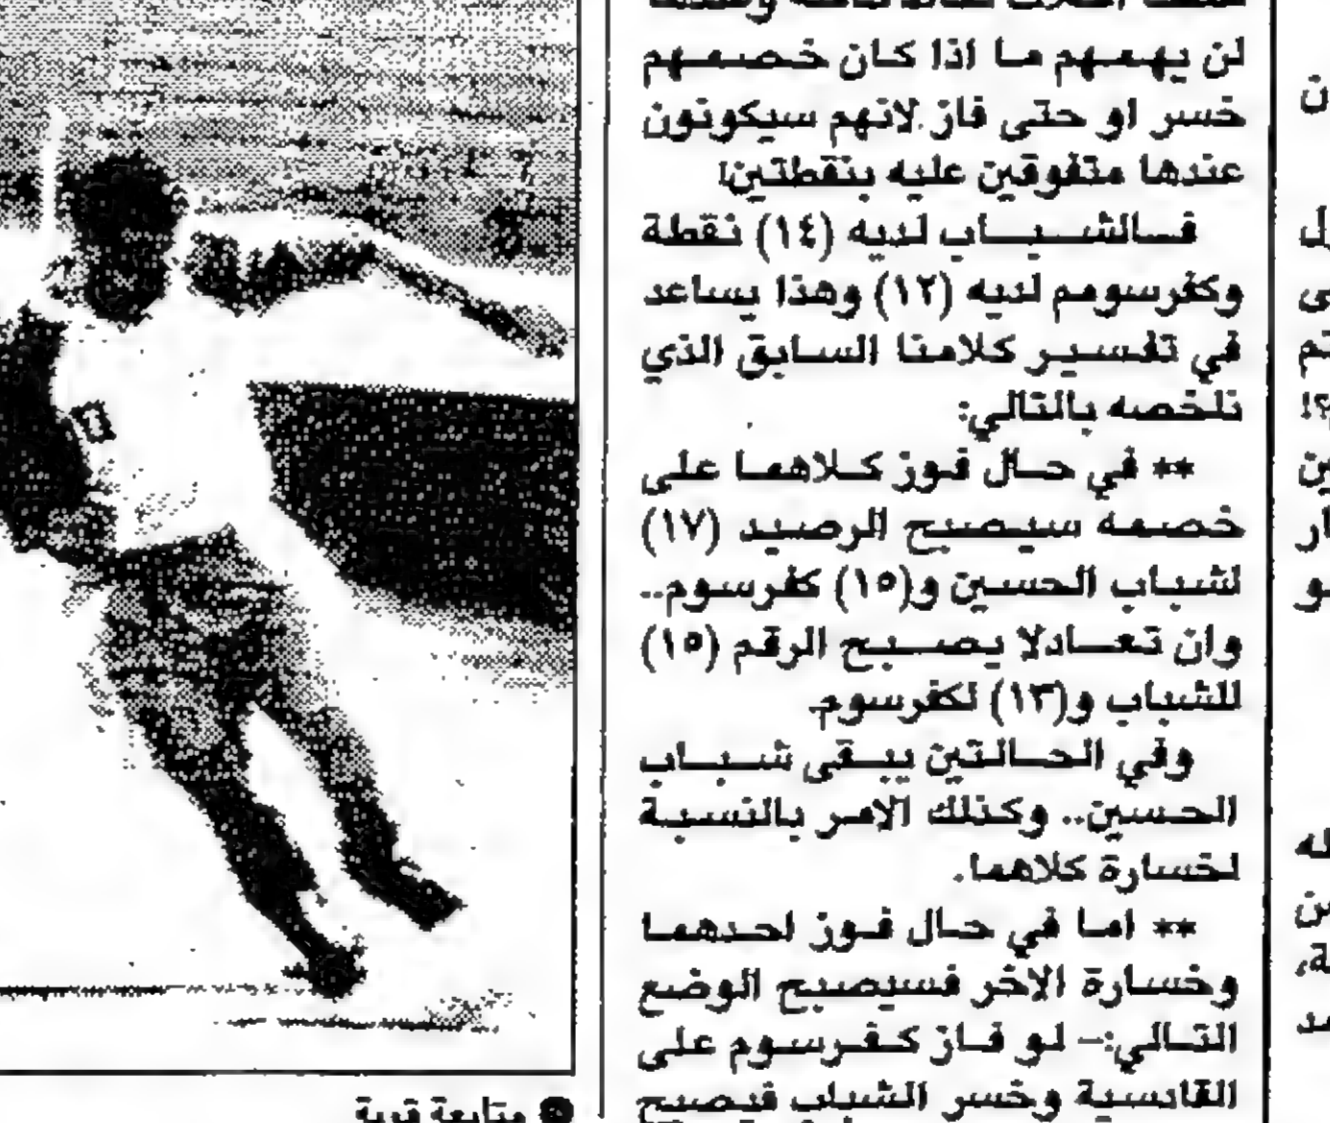 لن يهمهم ما اذا كان خصمهم
خسر او حتى فاز لانهم سيكونون
عندها متفوقين عليه بنقطتين!
فالشباب لديه (١٤) نقطة
وكفرسوم لديه (١٢) وهذا يساعد
في تفسير كلامنا السابق الذي
نلخصه بالتالي:
** في حال فوز كلاهما على
خصمه سيصبح الرصيد (١٧)
لشباب الحسين و(١٥) كفرسوم..
وان تعادلا يصبح الرقم (١٥)
للشباب و(١٣) لكفرسوم.
وفي الحالتين يبقى شباب
الحسين.. وكذلك الامر بالنسبة
لخسارة كلاهما.
** اما في حال فوز احدهما
وخسارة الاخر فسيصبح الوضع
التالي:- لو فاز كفرسوم على
القادسية وخسر الشباب فيصبح
متابعة قوية